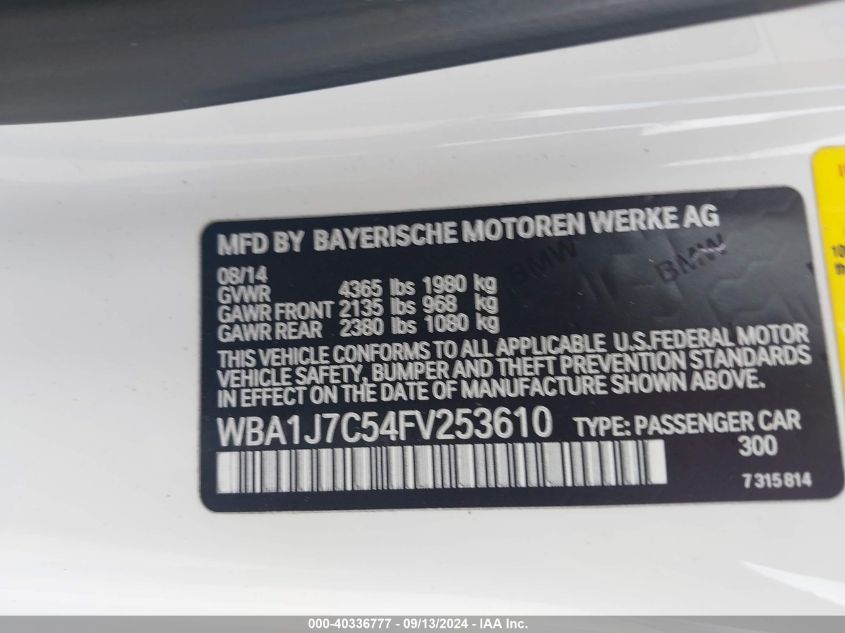 MFD BY BAYERISCHE MOTOREN WERKE AG
08/14
GVWR 4365 lbs 1980 kg
GAWR FRONT 2135 lbs 968 kg
GAWR REAR 2380 lbs 1080 kg
THIS VEHICLE CONFORMS TO ALL APPLICABLE U.S.FEDERAL MOTOR
VEHICLE SAFETY, BUMPER AND THEFT PREVENTION STANDARDS
IN EFFECT ON THE DATE OF MANUFACTURE SHOWN ABOVE.
WBA1J7C54FV253610 TYPE: PASSENGER CAR
300
7 315 814
BMW BMW
000-40336777 - 09/13/2024 - IAA Inc.